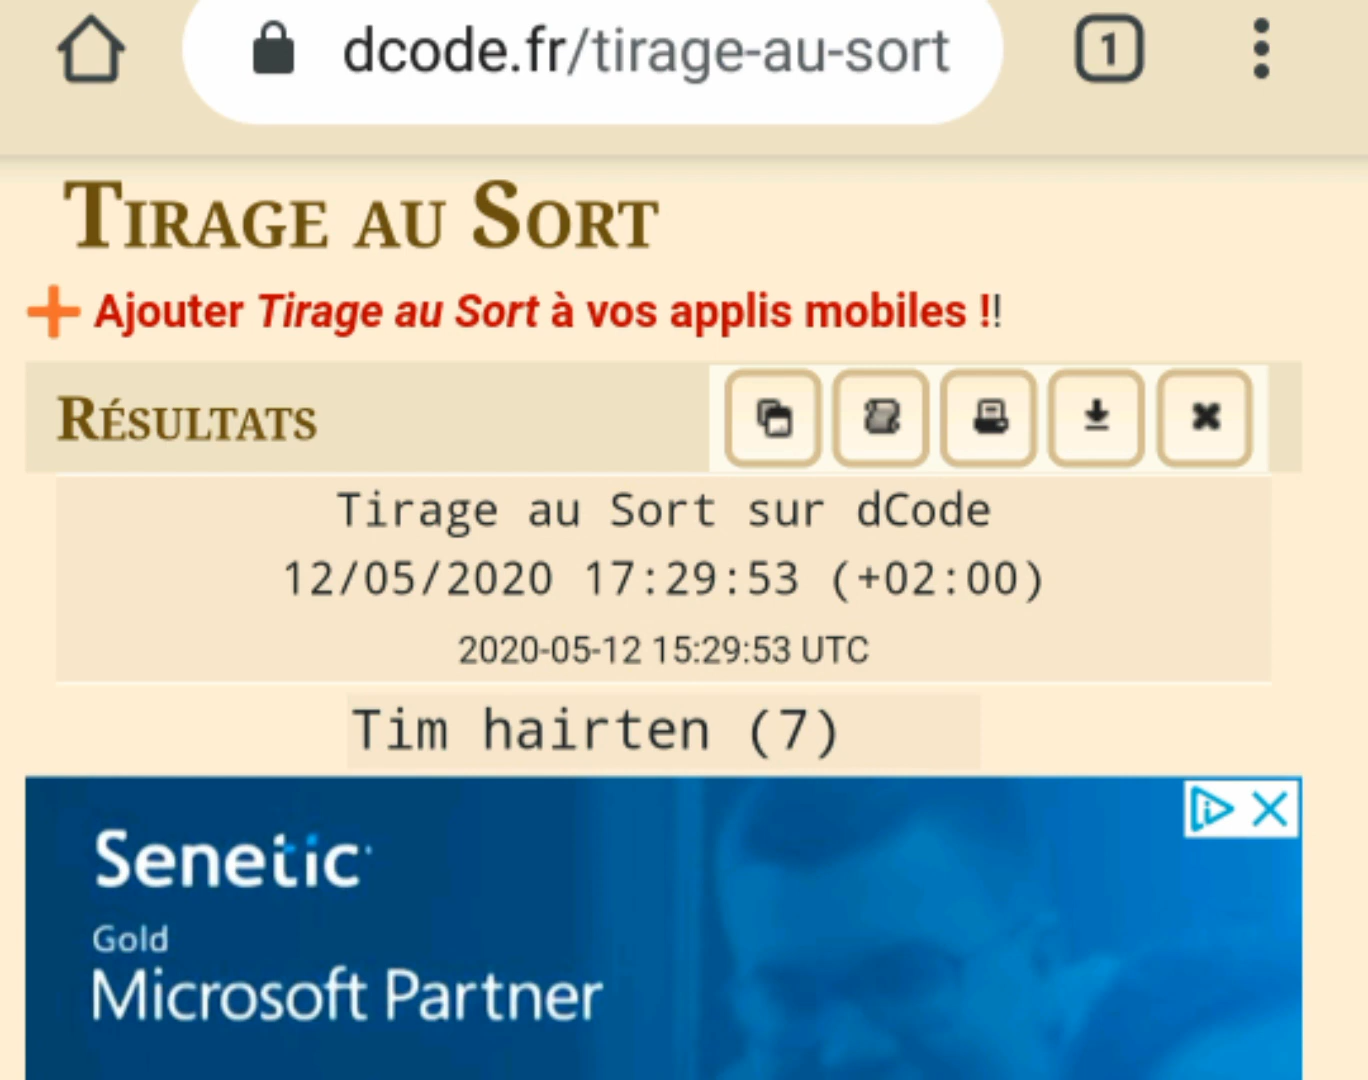 dcode.fr/tirage-au-sort
1
Tirage au Sort
Ajouter Tirage au Sort à vos applis mobiles !!
Résultats
Tirage au Sort sur dCode
12/05/2020 17:29:53 (+02:00)
2020-05-12 15:29:53 UTC
Tim hairten (7)
Senetic
Gold
Microsoft Partner